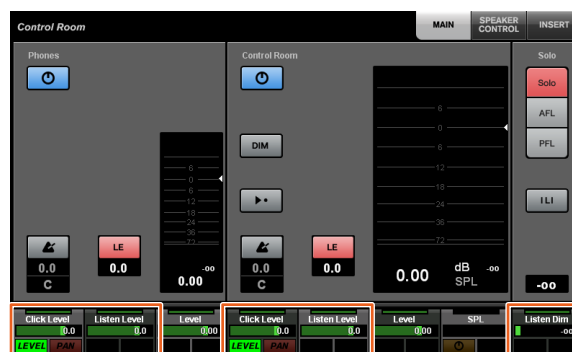 Control Room
MAIN
SPEAKER
CONTROL
INSERT
Phones
Control Room
Solo
Solo
AFL
PFL
DIM
6
0
6
12
18
24
36
72
6
0
6
12
18
24
36
72
LE
LE
ILI
0.0
C
0.0
-oo
0.00
0.0
C
0.0
0.00
dB
SPL
-oo
-oo
Click Level
Listen Level
Level
Click Level
Listen Level
Level
SPL
Listen Dim
0.0
0.0
0.00
0.0
0.0
0.00
-oo
LEVEL
PAN
LEVEL
PAN